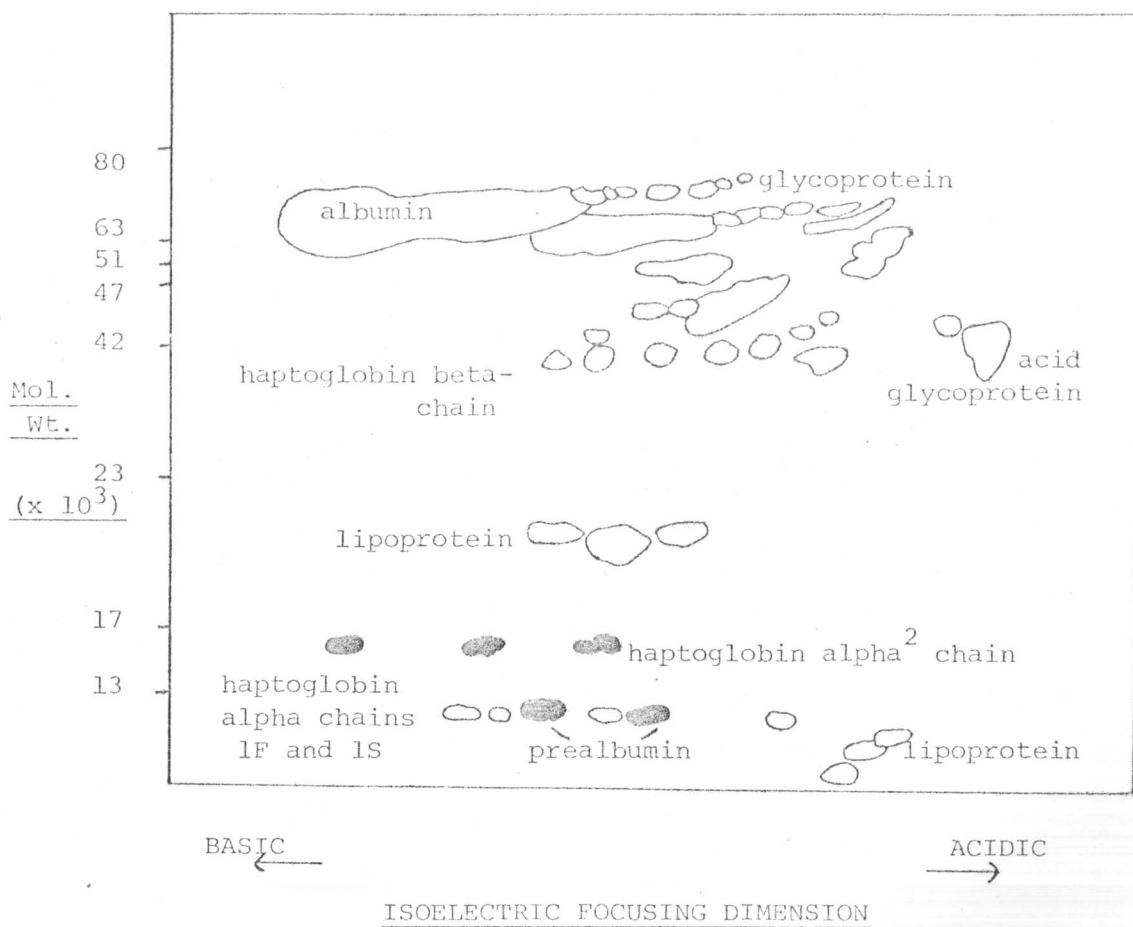 80
glycoprotein
albumin
63
51
47
42
haptoglobin beta-
chain
acid
glycoprotein
Mol.
Wt.
(x 10³)
23
lipoprotein
17
haptoglobin alpha² chain
13
haptoglobin
alpha chains
1F and 1S
prealbumin
lipoprotein
BASIC
ACIDIC
ISOELECTRIC FOCUSING DIMENSION